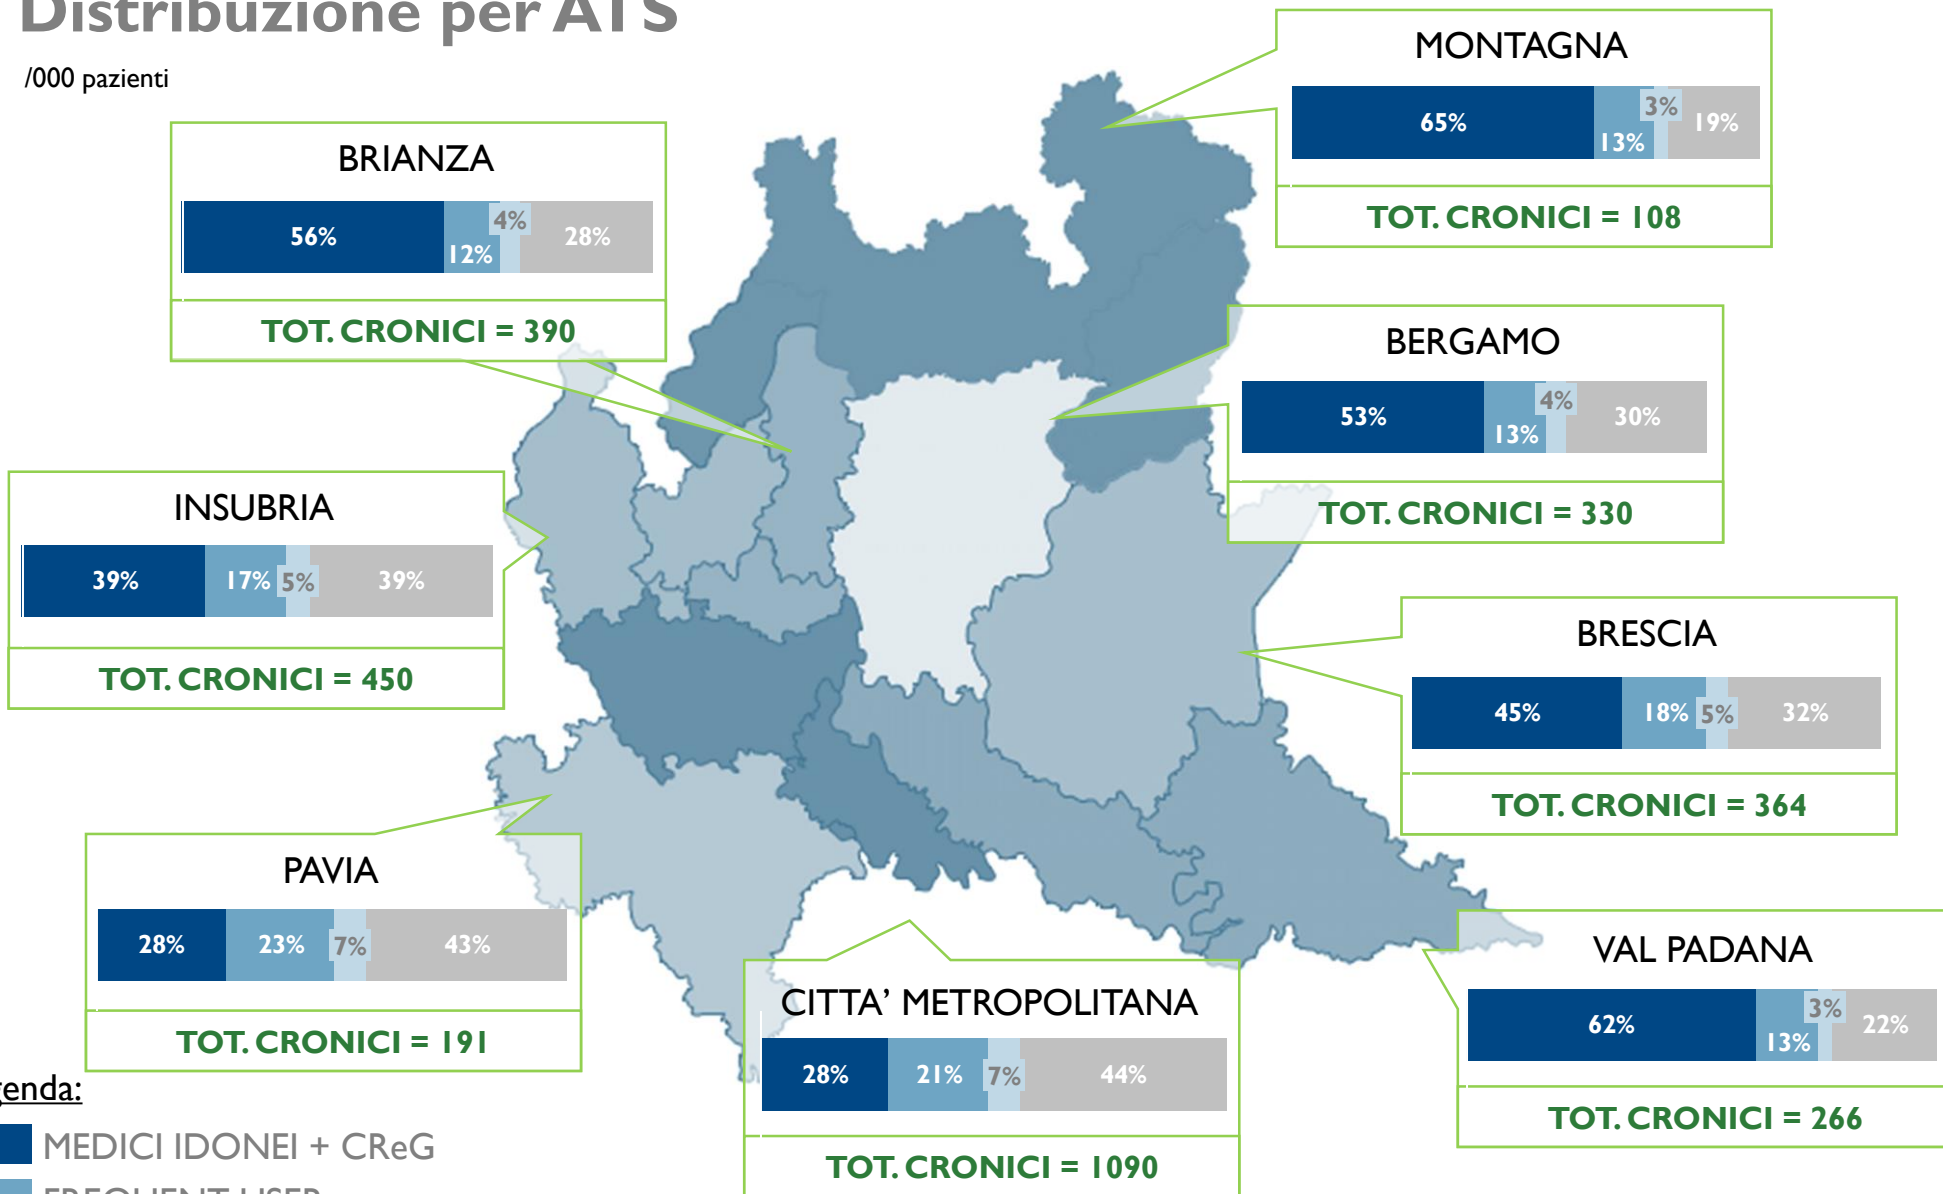 Distribuzione per ATS
/000 pazienti
MONTAGNA
65%
13%
3%
19%
TOT. CRONICI = 108
BRIANZA
56%
12%
4%
28%
TOT. CRONICI = 390
BERGAMO
53%
13%
4%
30%
TOT. CRONICI = 330
INSUBRIA
39%
17%
5%
39%
TOT. CRONICI = 450
BRESCIA
45%
18%
5%
32%
TOT. CRONICI = 364
PAVIA
28%
23%
7%
43%
TOT. CRONICI = 191
CITTA’ METROPOLITANA
28%
21%
7%
44%
TOT. CRONICI = 1090
VAL PADANA
62%
13%
3%
22%
TOT. CRONICI = 266
genda:
MEDICI IDONEI + CReG
FREQUENT USER